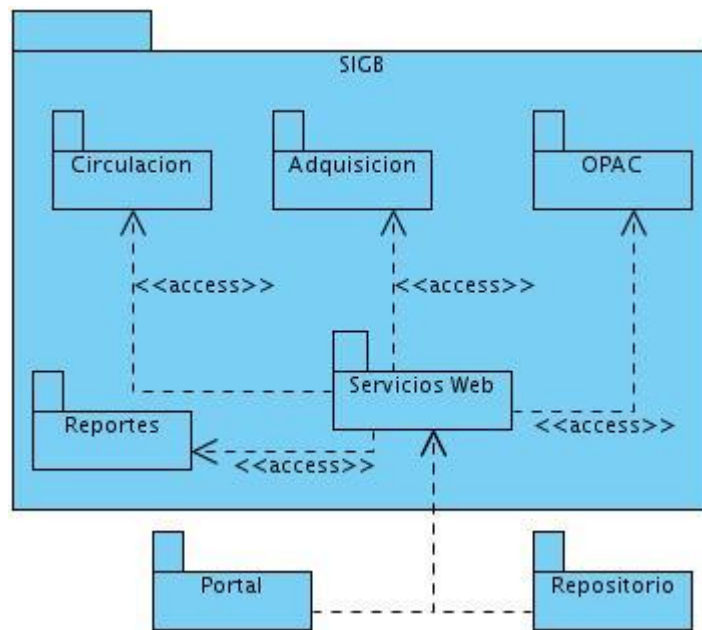 SIGB
Circulacion
Adquisicion
OPAC
<<access>>
<<access>>
Servicios Web
Reportes
<<access>>
<<access>>
Portal
Repositorio